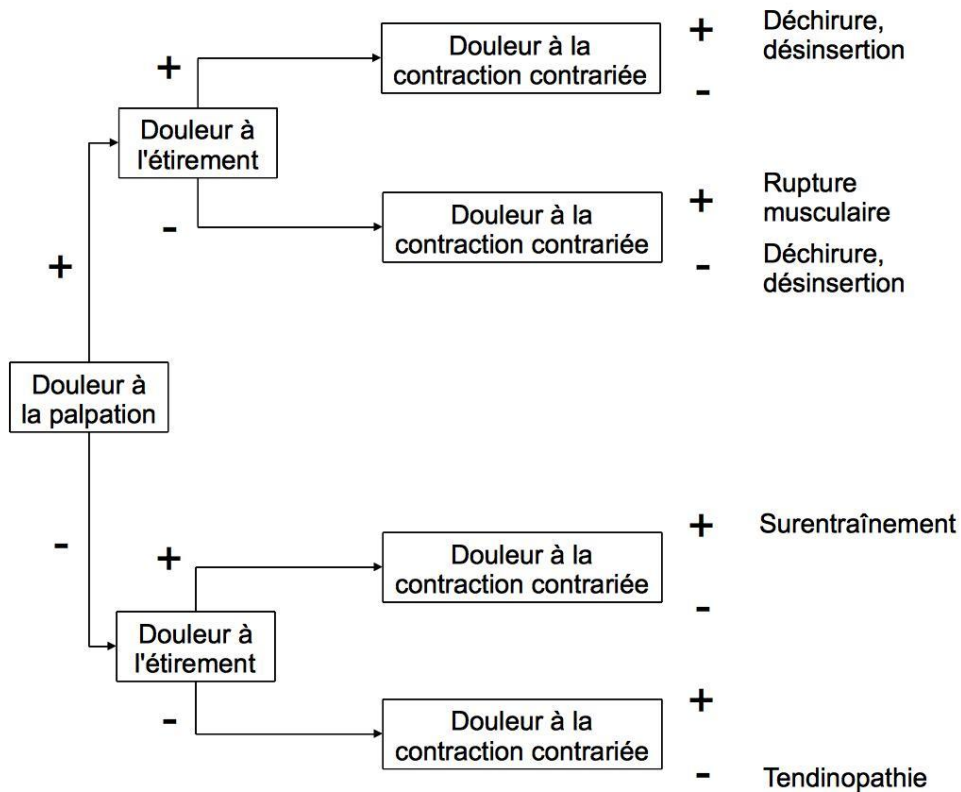 +
Déchirure,
désinsertion
Douleur à la
contraction contrariée
+
-
Douleur à
l'étirement
-
+
Rupture
musculaire
Douleur à la
contraction contrariée
-
Déchirure,
désinsertion
+
Douleur à
la palpation
-
+
Douleur à la
contraction contrariée
+
Surentraînement
-
Douleur à
l'étirement
-
Douleur à la
contraction contrariée
+
-
Tendinopathie